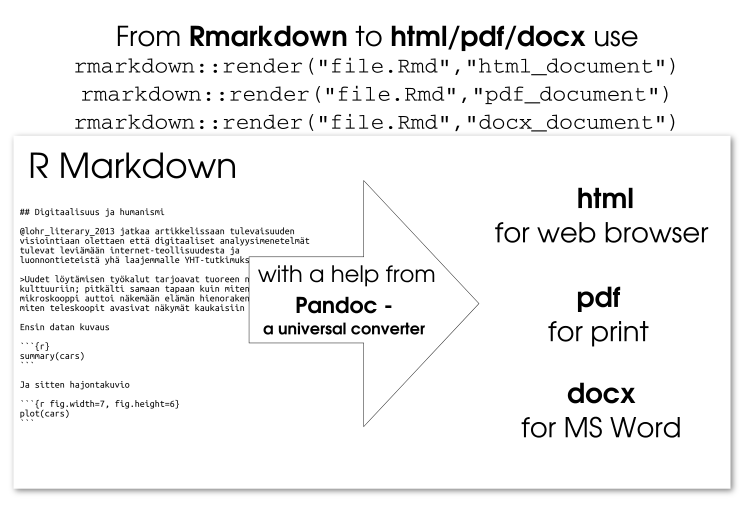 From Rmarkdown to html/pdf/docx use
rmarkdown::render("file.Rmd","html_document")
rmarkdown::render("file.Rmd","pdf_document")
rmarkdown::render("file.Rmd","docx_document")
R Markdown
## Digitaalisuus ja humanismi
@lohr_literary_2013 jatkaa artikkelissaan tulevaisuuden
visiointiaan olettaen että digitaaliset analyysimenetelmät
tulevat leviämään internet-teollisuudesta ja
luonnontieteistä yhä laajemmalle YHT-tutkimuks
>Uudet löytämisen työkalut tarjoavat tuoreen n
kulttuuriin; pitkälti samaan tapaan kuin miten
mikroskooppi auttoi näkemään elämän hienoraken
miten teleskoopit avasivat näkymät kaukaisiin
Ensin datan kuvaus
```{r}
summary(cars)
```
Ja sitten hajontakuvio
```{r fig.width=7, fig.height=6}
plot(cars)
```
with a help from
Pandoc -
a universal converter
html
for web browser
pdf
for print
docx
for MS Word